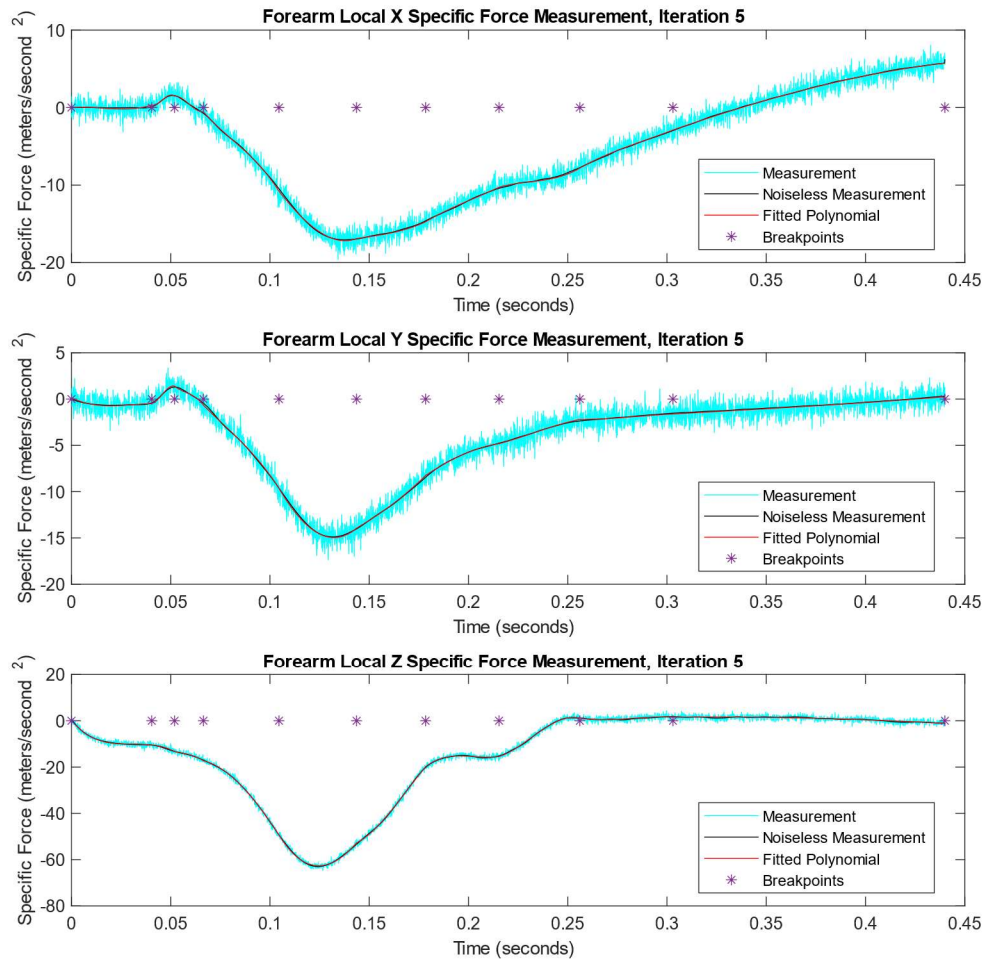 Forearm Local X Specific Force Measurement, Iteration 5
Specific Force (meters/second ²)
10
0
-10
-20
0 0.05 0.1 0.15 0.2 0.25 0.3 0.35 0.4 0.45
Time (seconds)
Measurement
Noiseless Measurement
Fitted Polynomial
Breakpoints
Forearm Local Y Specific Force Measurement, Iteration 5
Specific Force (meters/second ²)
5
0
-5
-10
-15
-20
0 0.05 0.1 0.15 0.2 0.25 0.3 0.35 0.4 0.45
Time (seconds)
Measurement
Noiseless Measurement
Fitted Polynomial
Breakpoints
Forearm Local Z Specific Force Measurement, Iteration 5
Specific Force (meters/second ²)
20
0
-20
-40
-60
-80
0 0.05 0.1 0.15 0.2 0.25 0.3 0.35 0.4 0.45
Time (seconds)
Measurement
Noiseless Measurement
Fitted Polynomial
Breakpoints